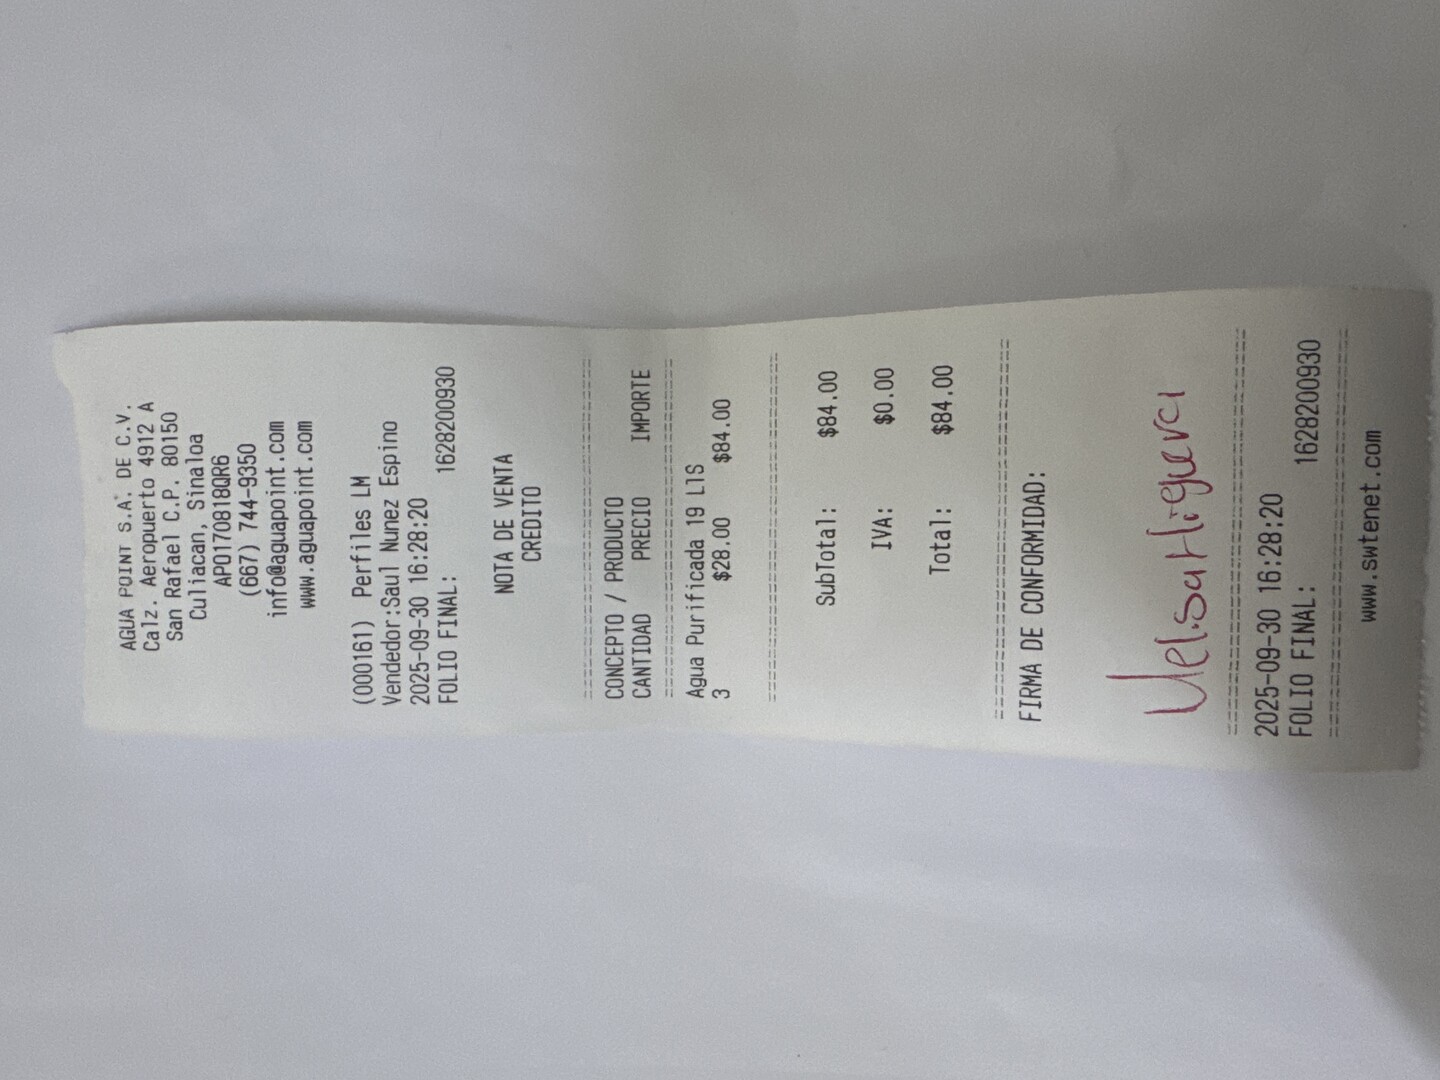 AGUA POINT S.A. DE C.V.
Calz. Aeropuerto 4912 A
San Rafael C.P. 80150
Culiacan, Sinaloa
APO170818QR6
(667) 744-9350
info@aguapoint.com
www.aguapoint.com
(000161) Perfiles LM
Vendedor:Saul Nunez Espino
2025-09-30 16:28:20
FOLIO FINAL: 1628200930
NOTA DE VENTA
CREDITO
CONCEPTO / PRODUCTO
CANTIDAD PRECIO IMPORTE
Agua Purificada 19 LTS
3 $28.00 $84.00
SubTotal: $84.00
IVA: $0.00
Total: $84.00
FIRMA DE CONFORMIDAD:
2025-09-30 16:28:20
FOLIO FINAL: 1628200930
www.swtenet.com